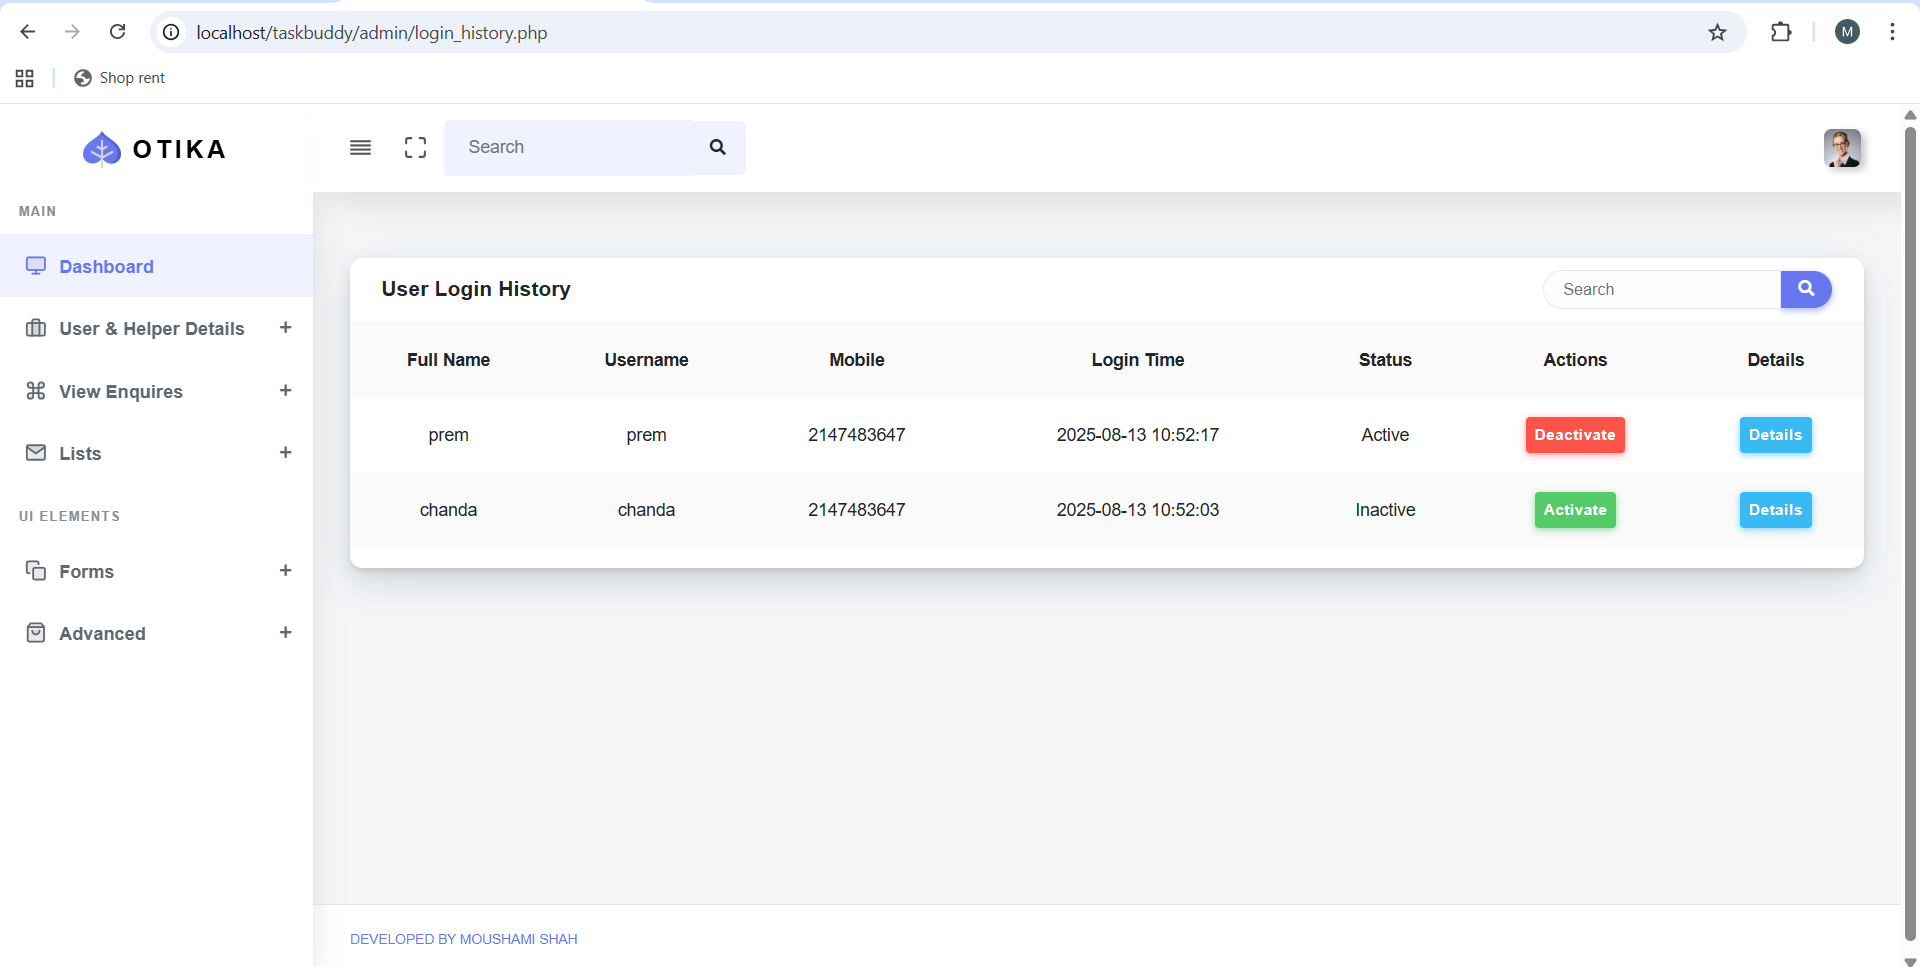 localhost/taskbuddy/admin/login_history.php
M
Shop rent
OTIKA
Search
MAIN
Dashboard
User & Helper Details +
View Enquires +
Lists +
UI ELEMENTS
Forms +
Advanced +
User Login History
Search
Full Name Username Mobile Login Time Status Actions Details
prem prem 2147483647 2025-08-13 10:52:17 Active Deactivate Details
chanda chanda 2147483647 2025-08-13 10:52:03 Inactive Activate Details
DEVELOPED BY MOUSHAMI SHAH